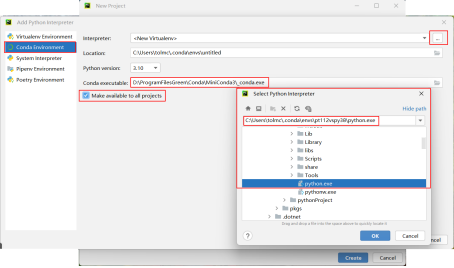 New Project
Add Python Interpreter
Virtualenv Environment
Conda Environment
System Interpreter
Pipenv Environment
Poetry Environment
Interpreter: <New Virtualenv> ...
Location: C:\Users\tolmc\.conda\envs\untitled
Python version: 3.10
Conda executable: D:\ProgramFilesGreen\Conda\MiniConda3\_conda.exe
Make available to all projects
Select Python Interpreter
Hide path
C:\Users\tolmc\.conda\envs\pt112vspy38\python.exe
Lib
Library
libs
Scripts
share
Tools
python.exe
pythonw.exe
pythonProject
pkgs
.dotnet
Drag and drop a file into the space above to quickly locate it
? OK Cancel
ncel
Create Cancel